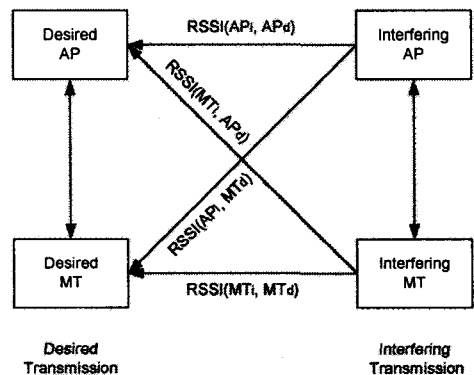 Desired
AP
RSSI(APi, APd)
Interfering
AP
RSSI(MTi, APd)
RSSI(APi, MTd)
Desired
MT
RSSI(MTi, MTd)
Interfering
MT
Desired
Transmission
Interfering
Transmission